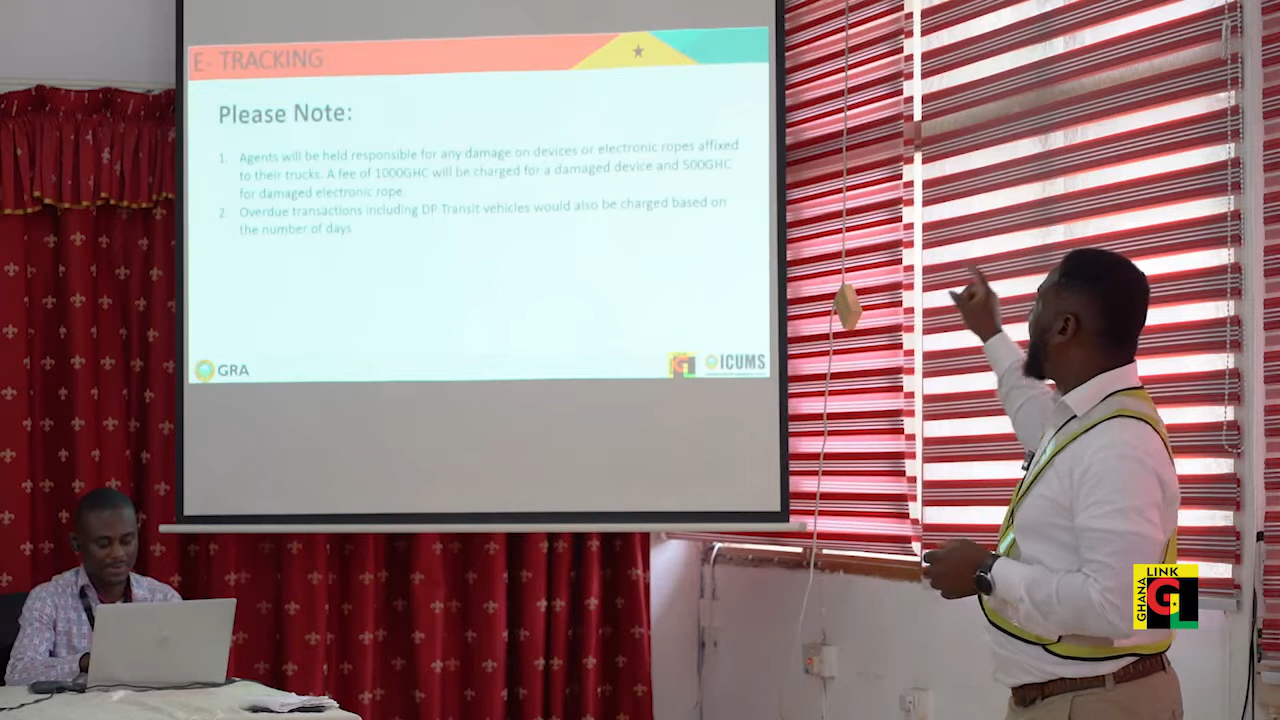 E- TRACKING
Please Note:
1. Agents will be held responsible for any damage on devices or electronic ropes affixed
to their trucks. A fee of 1000GHC will be charged for a damaged device and 500GHC
for damaged electronic rope.
2. Overdue transactions including DP Transit vehicles would also be charged based on
the number of days
GRA
ICUMS
GHANA
LINK
GL